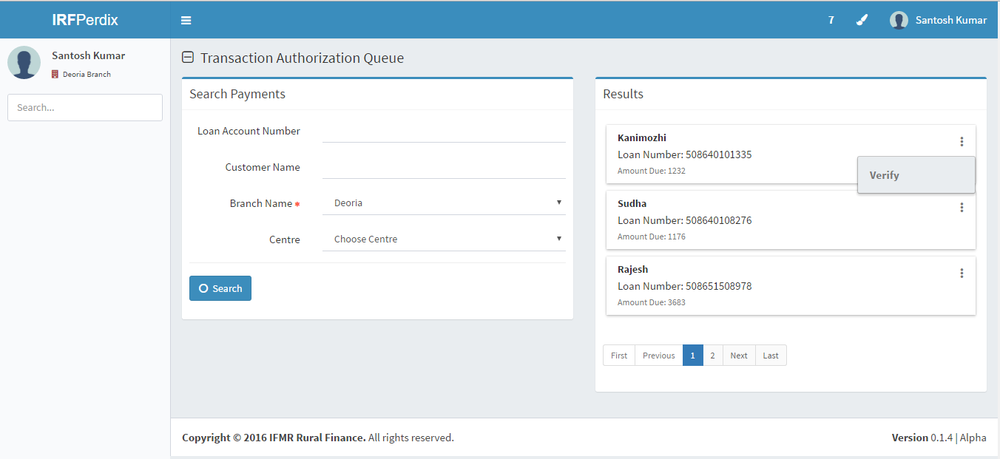 IRFPerdix
7
Santosh Kumar
Santosh Kumar
Deoria Branch
Search...
Transaction Authorization Queue
Search Payments
Loan Account Number
Customer Name
Branch Name *
Deoria
Centre
Choose Centre
Search
Results
Kanimozhi
Loan Number: 508640101335
Amount Due: 1232
Verify
Sudha
Loan Number: 508640108276
Amount Due: 1176
Rajesh
Loan Number: 508651508978
Amount Due: 3683
First Previous 1 2 Next Last
Copyright © 2016 IFMR Rural Finance. All rights reserved.
Version 0.1.4 | Alpha